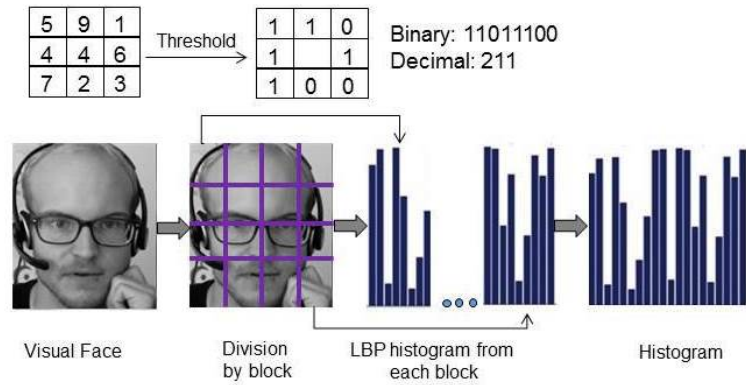 5 9 1
4 4 6
7 2 3
Threshold
1 1 0
1 1
1 0 0
Binary: 11011100
Decimal: 211
Visual Face
Division
by block
LBP histogram from
each block
Histogram